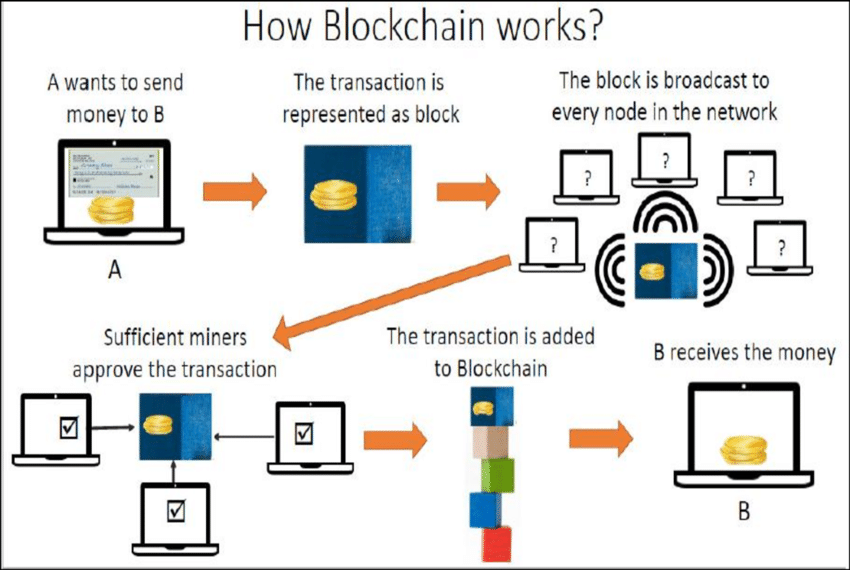 How Blockchain works?
A wants to send
money to B
A
The transaction is
represented as block
The block is broadcast to
every node in the network
?
?
?
?
?
Sufficient miners
approve the transaction
The transaction is added
to Blockchain
B receives the money
B